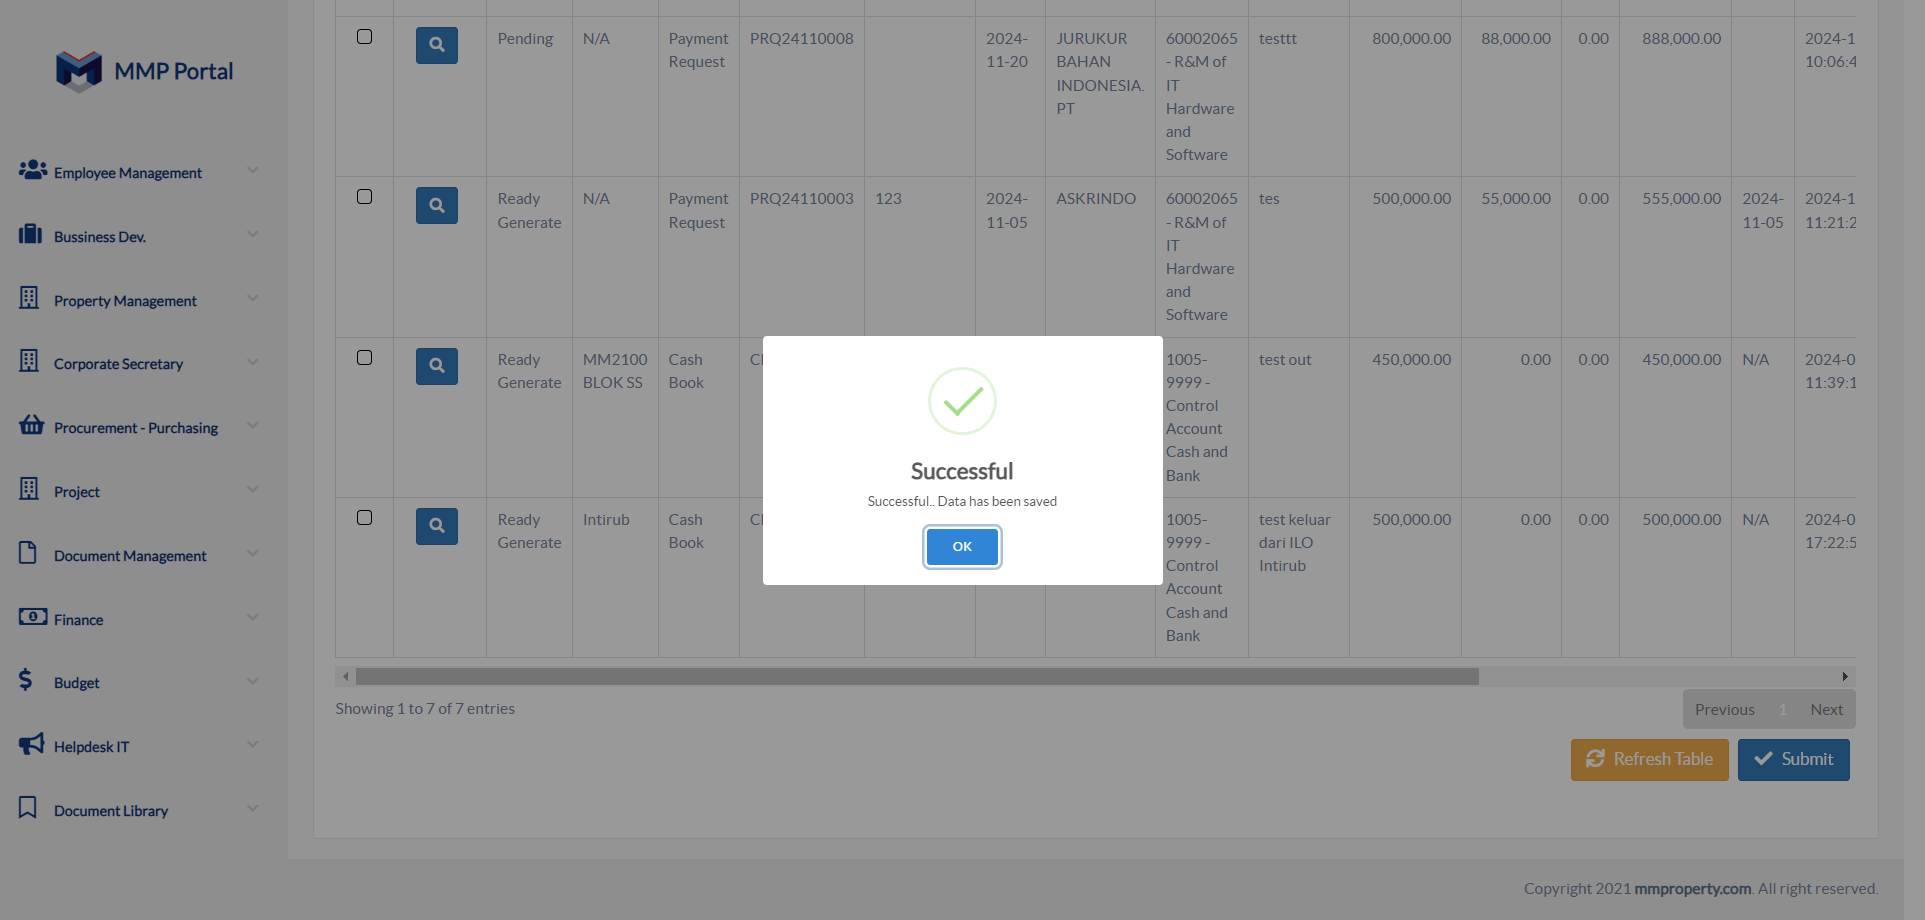 MMP Portal
Employee Management
Bussiness Dev.
Property Management
Corporate Secretary
Procurement - Purchasing
Project
Document Management
Finance
Budget
Helpdesk IT
Document Library
Pending
N/A
Payment
Request
PRQ24110008
2024-
11-20
JURUKUR
BAHAN
INDONESIA.
PT
60002065
- R&M of
IT
Hardware
and
Software
testtt
800,000.00
88,000.00
0.00
888,000.00
2024-1
10:06:4
Ready
Generate
N/A
Payment
Request
PRQ24110003
123
2024-
11-05
ASKRINDO
60002065
- R&M of
IT
Hardware
and
Software
tes
500,000.00
55,000.00
0.00
555,000.00
2024-
11-05
2024-1
11:21:2
Ready
Generate
MM2100
BLOK SS
Cash
Book
1005-
9999 -
Control
Account
Cash and
Bank
test out
450,000.00
0.00
0.00
450,000.00
N/A
2024-0
11:39:1
Ready
Generate
Intirub
Cash
Book
1005-
9999 -
Control
Account
Cash and
Bank
test keluar
dari ILO
Intirub
500,000.00
0.00
0.00
500,000.00
N/A
2024-0
17:22:5
Successful
Successful.. Data has been saved
OK
Showing 1 to 7 of 7 entries
Previous 1 Next
Refresh Table
Submit
Copyright 2021 mmproperty.com. All right reserved.